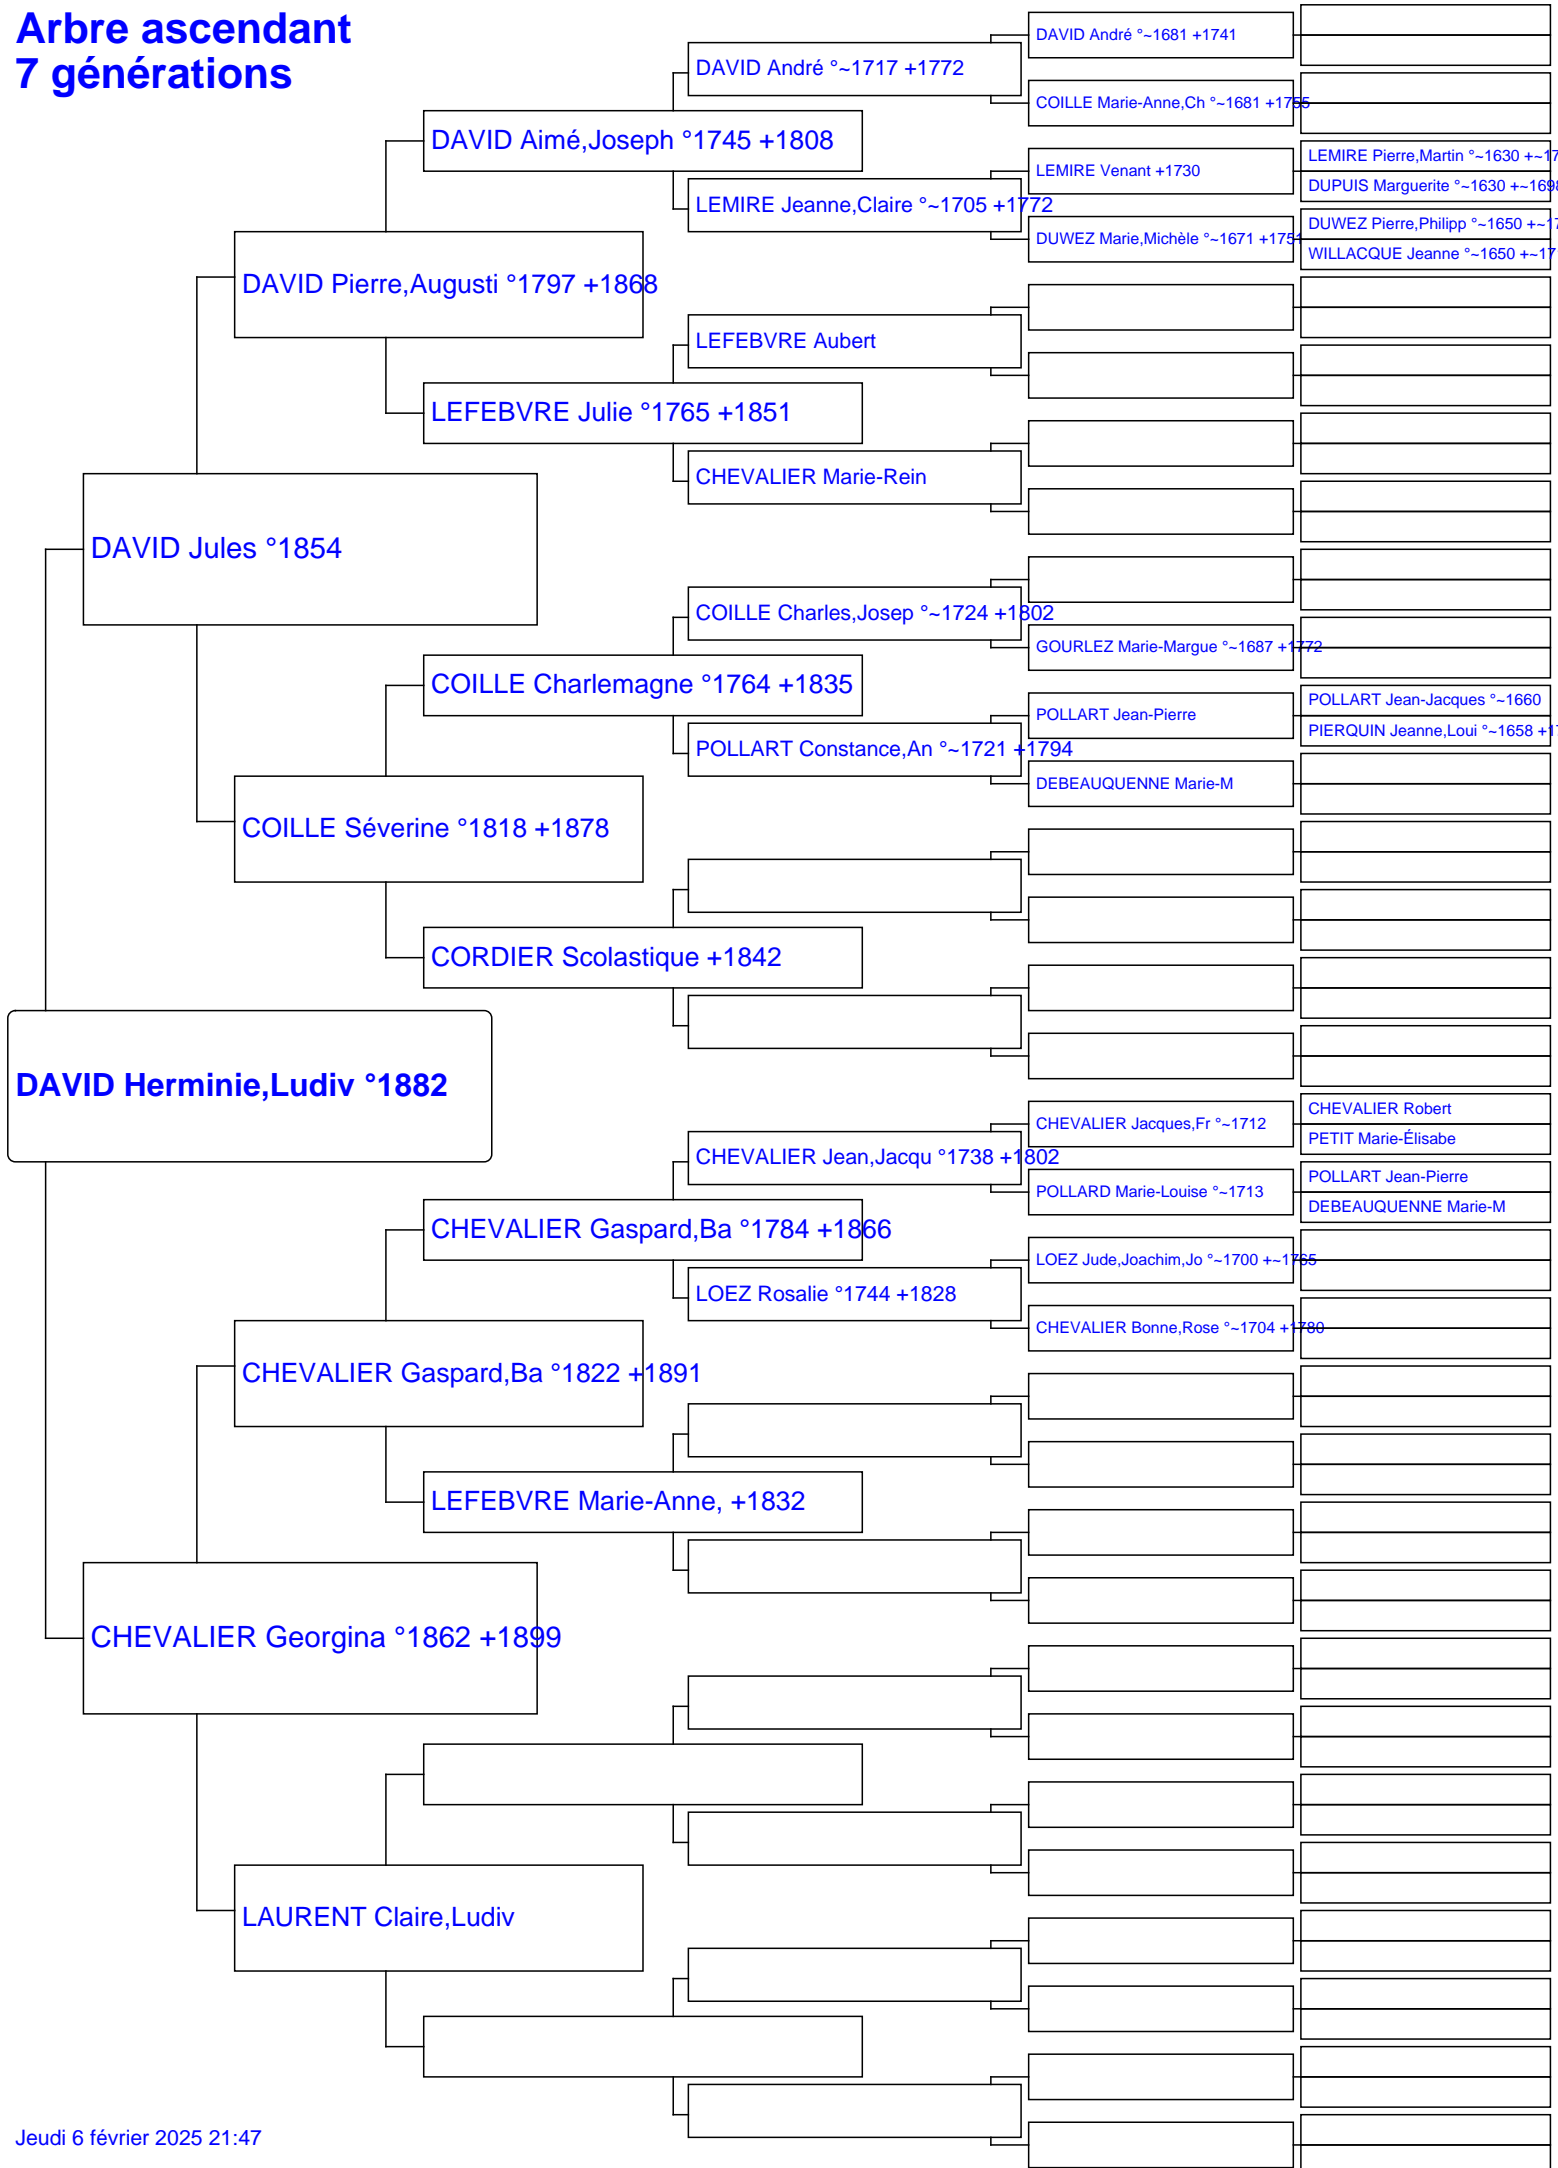 Arbre ascendant
7 générations
DAVID André °~1681 +1741
DAVID André °~1717 +1772
COILLE Marie-Anne,Ch °~1681 +1755
DAVID Aimé,Joseph °1745 +1808
LEMIRE Pierre,Martin °~1630 +~17
LEMIRE Venant +1730
DUPUIS Marguerite °~1630 +~1698
LEMIRE Jeanne,Claire °~1705 +1772
DUWEZ Pierre,Philipp °~1650 +~17
DUWEZ Marie,Michèle °~1671 +1751
WILLACQUE Jeanne °~1650 +~17
DAVID Pierre,Augusti °1797 +1868
LEFEBVRE Aubert
LEFEBVRE Julie °1765 +1851
CHEVALIER Marie-Rein
DAVID Jules °1854
COILLE Charles,Josep °~1724 +1802
GOURLEZ Marie-Margue °~1687 +1772
COILLE Charlemagne °1764 +1835
POLLART Jean-Jacques °~1660
POLLART Jean-Pierre
PIERQUIN Jeanne,Loui °~1658 +17
POLLART Constance,An °~1721 +1794
DEBEAUQUENNE Marie-M
COILLE Séverine °1818 +1878
CORDIER Scolastique +1842
DAVID Herminie,Ludiv °1882
CHEVALIER Robert
CHEVALIER Jacques,Fr °~1712
PETIT Marie-Élisabe
CHEVALIER Jean,Jacqu °1738 +1802
POLLART Jean-Pierre
POLLARD Marie-Louise °~1713
DEBEAUQUENNE Marie-M
CHEVALIER Gaspard,Ba °1784 +1866
LOEZ Jude,Joachim,Jo °~1700 +~1765
LOEZ Rosalie °1744 +1828
CHEVALIER Bonne,Rose °~1704 +1780
CHEVALIER Gaspard,Ba °1822 +1891
LEFEBVRE Marie-Anne, +1832
CHEVALIER Georgina °1862 +1899
LAURENT Claire,Ludiv
Jeudi 6 février 2025 21:47